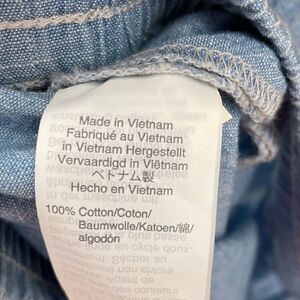 Made in Vietnam
Fabriqué au Vietnam
in Vietnam Hergestellt
Vervaardigd in Viëtnam
ベトナム製
Hecho en Vietnam
100% Cotton/Coton/
Baumwolle/Katoen/綿/
algodón